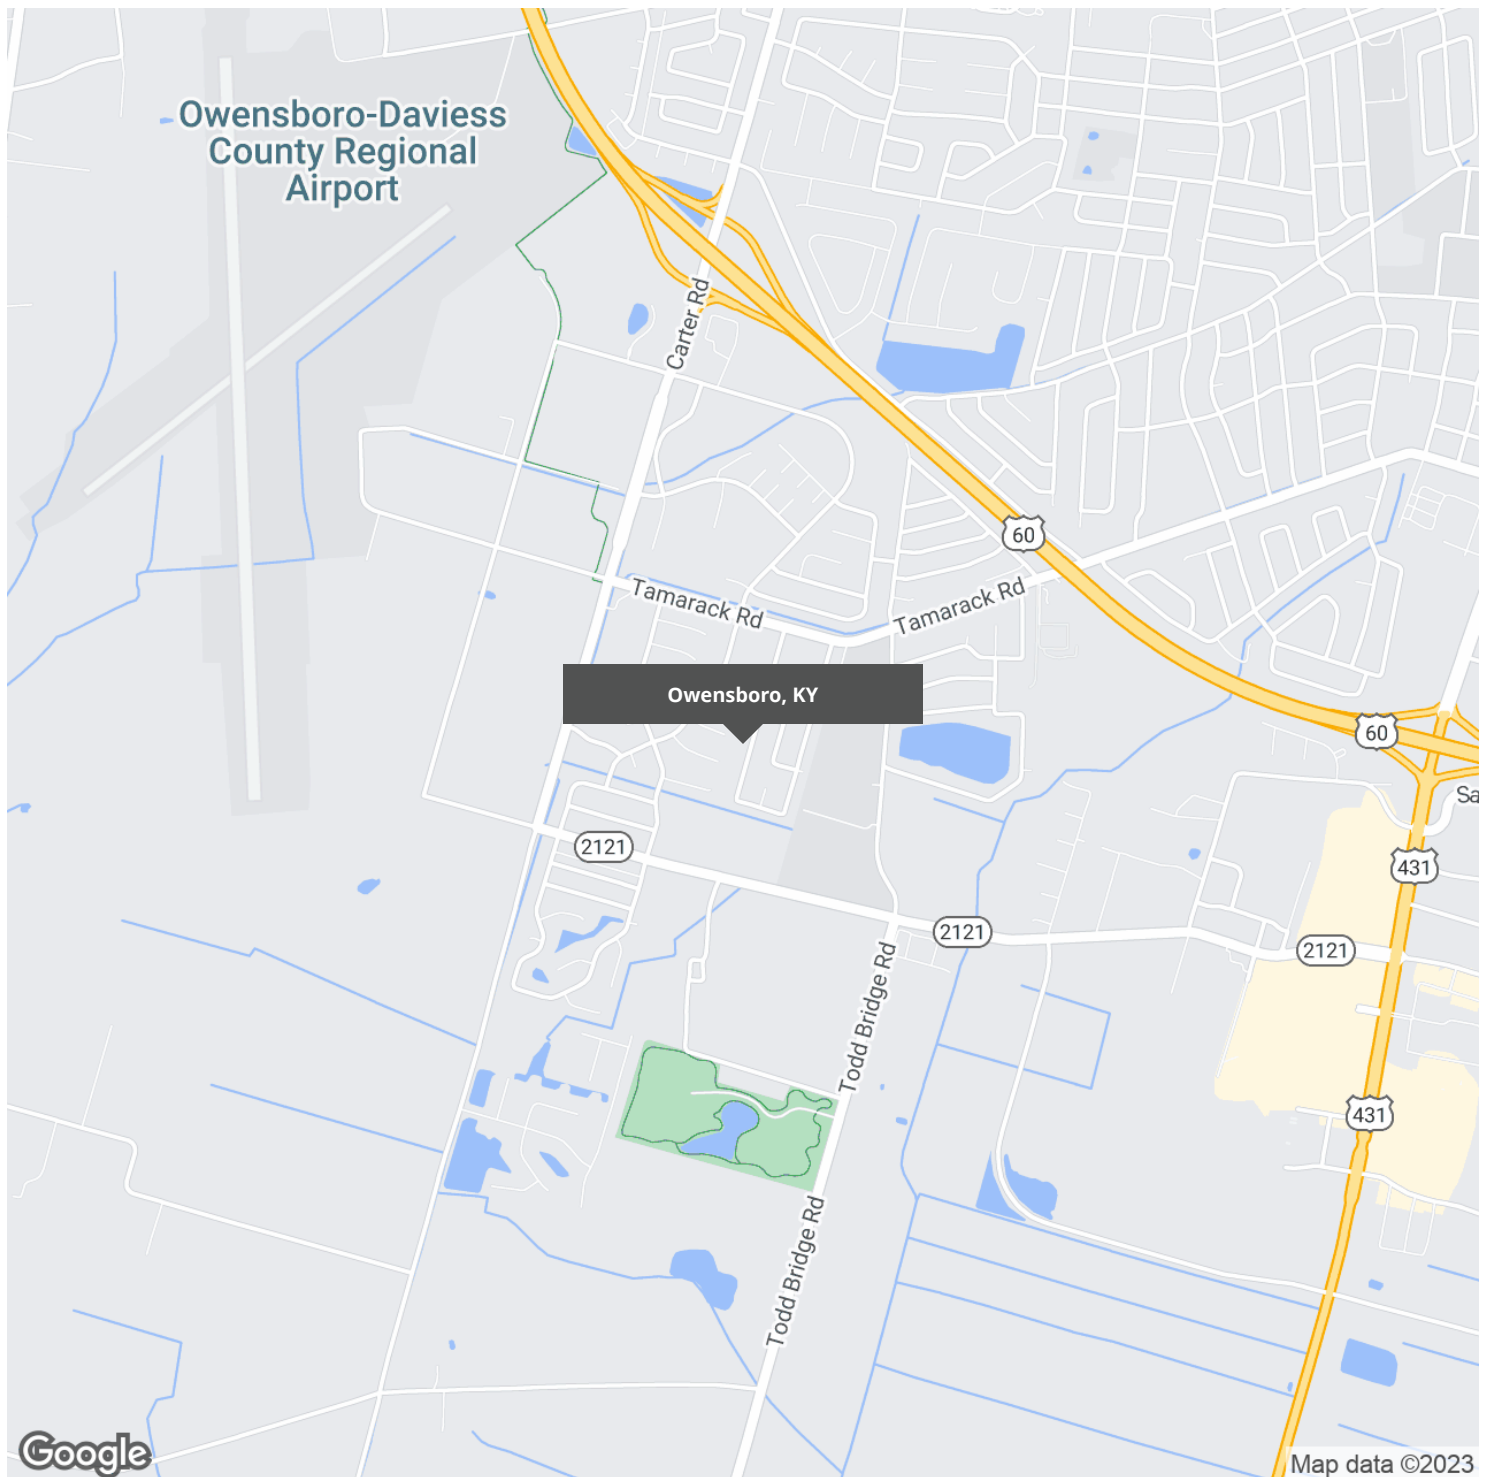 Owensboro-Daviess
County Regional
Airport
Carter Rd
60
Tamarack Rd
Tamarack Rd
Owensboro, KY
60
Sa
2121
431
2121
2121
Todd Bridge Rd
431
Todd Bridge Rd
Google
Map data ©2023